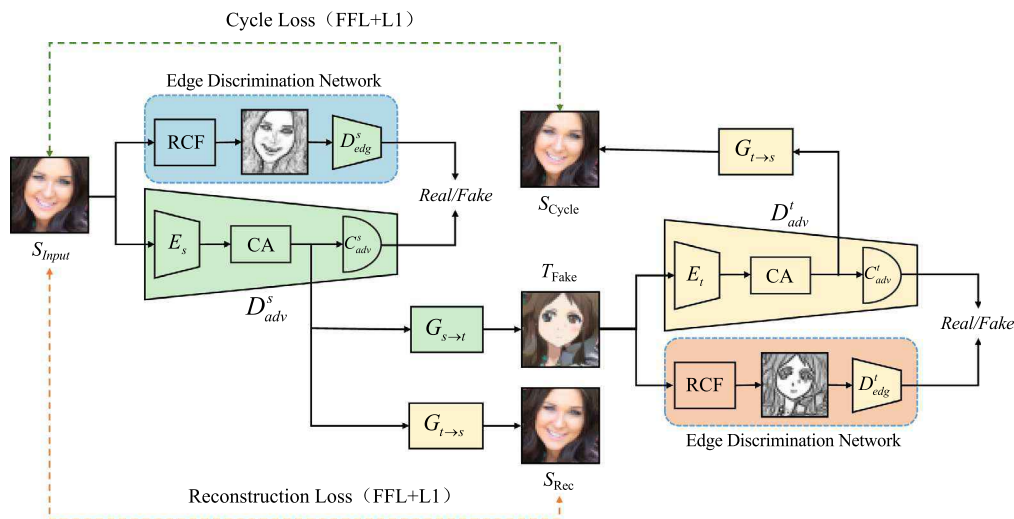 Cycle Loss（FFL+L1）
Edge Discrimination Network
RCF
D^s_edg
Real/Fake
S_Input
E_s
CA
C^s_adv
D^s_adv
S_Cycle
G_t→s
D^t_adv
T_Fake
E_t
CA
C^t_adv
Real/Fake
G_s→t
RCF
D^t_edg
Edge Discrimination Network
G_t→s
S_Rec
Reconstruction Loss（FFL+L1）